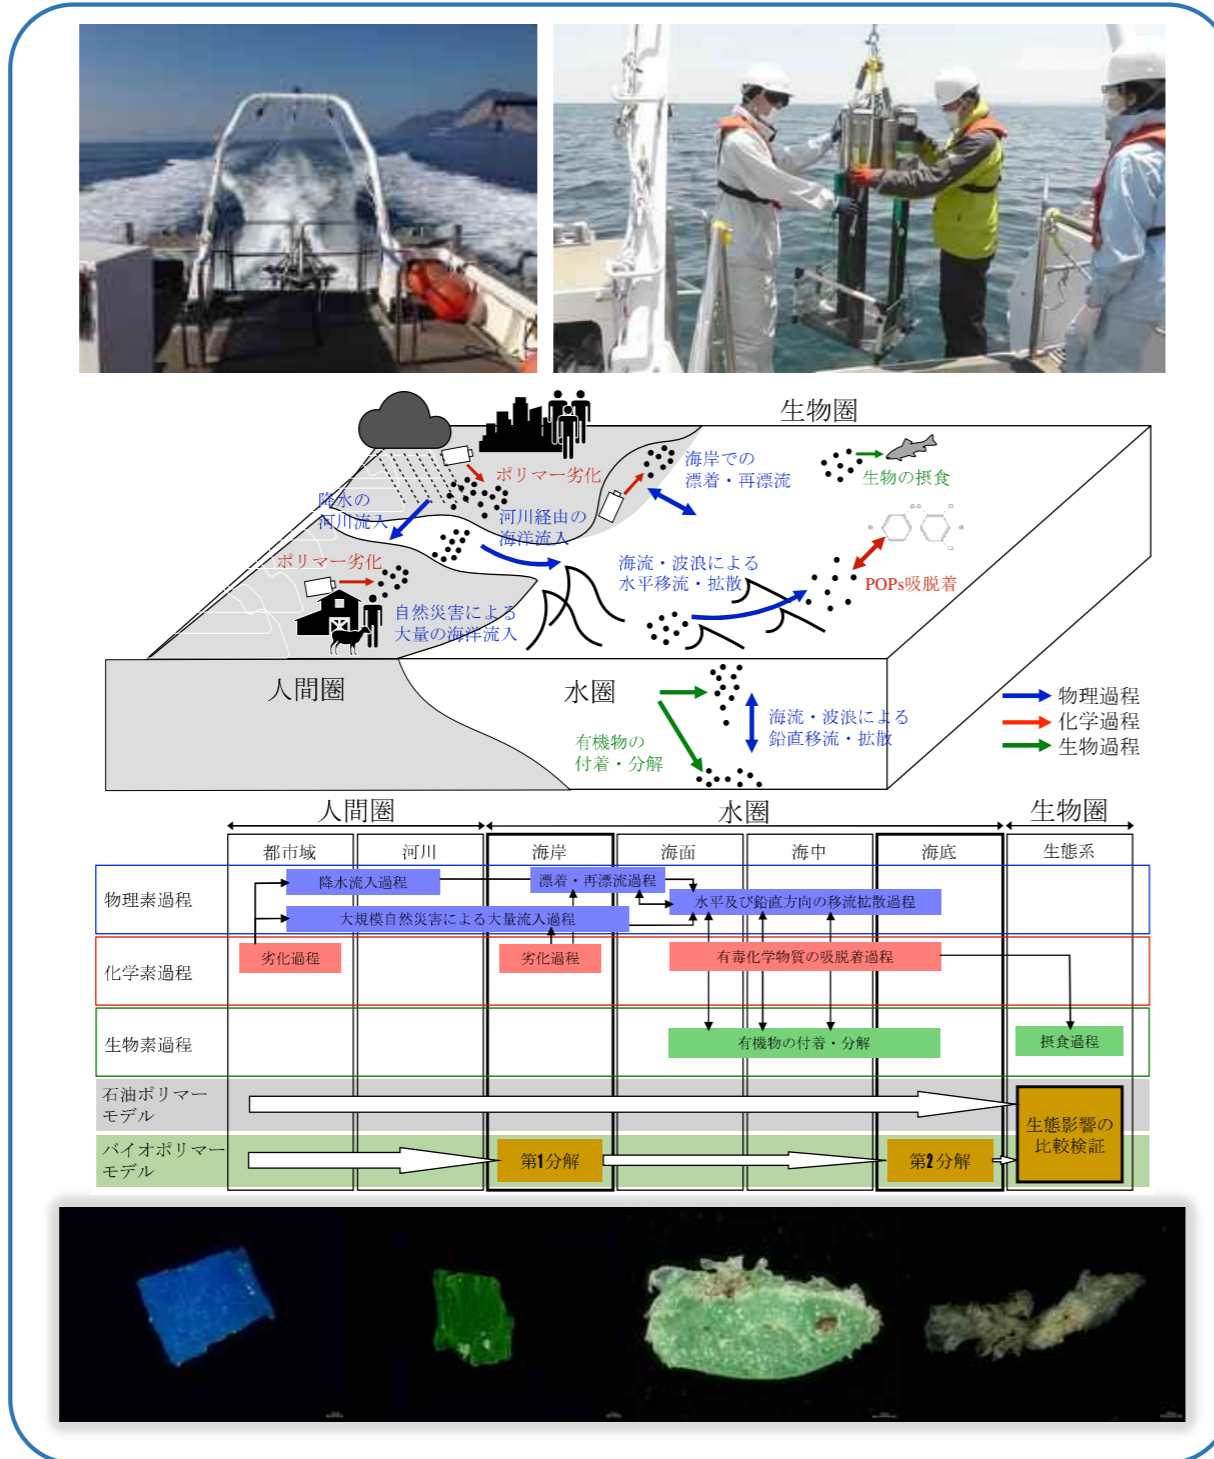 生物圏
ポリマー劣化
海岸での
漂着・再漂流
生物の摂食
降水の
河川流入
河川経由の
海洋流入
ポリマー劣化
海流・波浪による
水平移流・拡散
POPs吸脱着
自然災害による
大量の海洋流入
人間圏
水圏
物理過程
化学過程
生物過程
海流・波浪による
鉛直移流・拡散
有機物の
付着・分解
人間圏
水圏
生物圏
都市域
河川
海岸
海面
海中
海底
生態系
物理素過程
降水流入過程
漂着・再漂流過程
水平及び鉛直方向の移流拡散過程
大規模自然災害による大量流入過程
化学素過程
劣化過程
劣化過程
有毒化学物質の吸脱着過程
生物素過程
有機物の付着・分解
摂食過程
石油ポリマー
モデル
生態影響の
比較検証
バイオポリマー
モデル
第1分解
第2分解